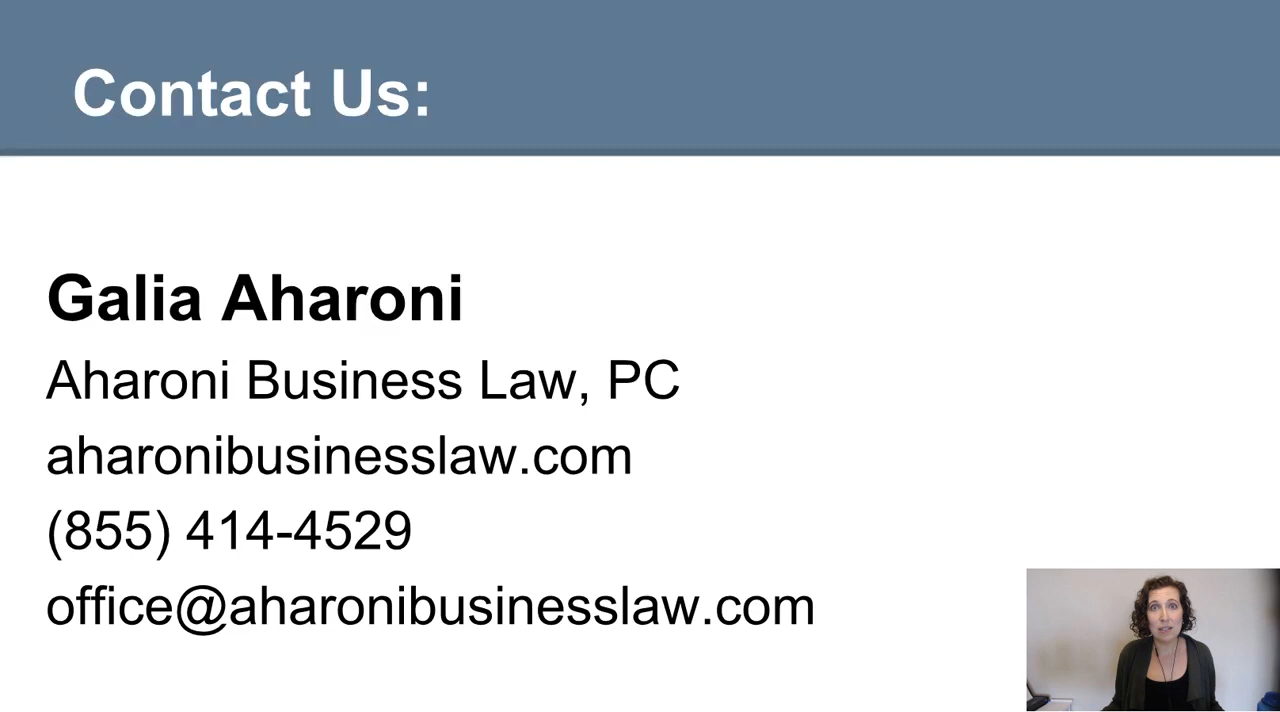 Contact Us:
Galia Aharoni
Aharoni Business Law, PC
aharonibusinesslaw.com
(855) 414-4529
office@aharonibusinesslaw.com